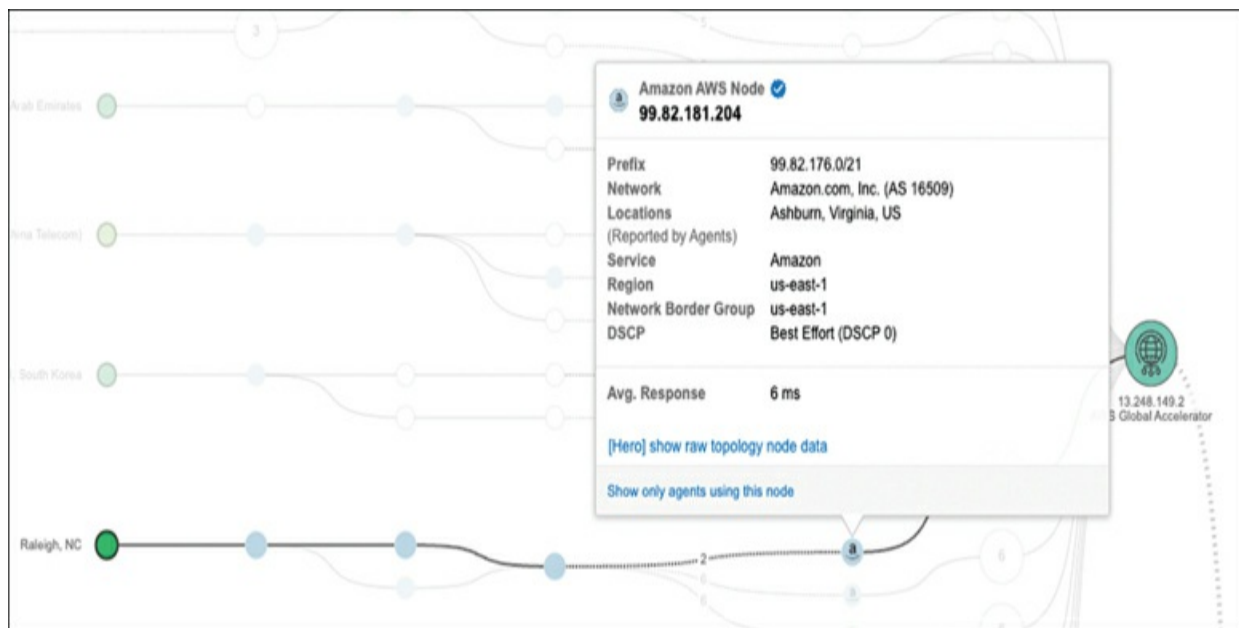 3
5
Arab Emirates
Amazon AWS Node
99.82.181.204
Prefix 99.82.176.0/21
Network Amazon.com, Inc. (AS 16509)
Locations Ashburn, Virginia, US
(Reported by Agents)
Service Amazon
Region us-east-1
Network Border Group us-east-1
DSCP Best Effort (DSCP 0)
Avg. Response 6 ms
[Hero] show raw topology node data
Show only agents using this node
Telecom)
South Korea
13.248.149.2
Global Accelerator
Raleigh, NC
2
a
6
6
a
6